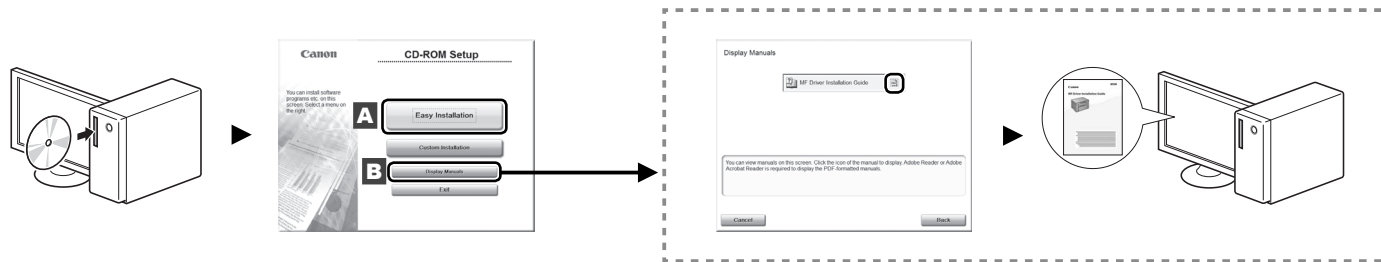 Canon
CD-ROM Setup
You can install software
programs etc. on this
screen. Select a menu on
the right.
A
Easy Installation
Custom Installation
B
Display Manuals
Exit
Display Manuals
MF Driver Installation Guide
You can view manuals on this screen. Click the icon of the manual to display. Adobe Reader or Adobe
Acrobat Reader is required to display the PDF-formatted manuals.
Cancel
Back
Canon
MF Driver Installation Guide